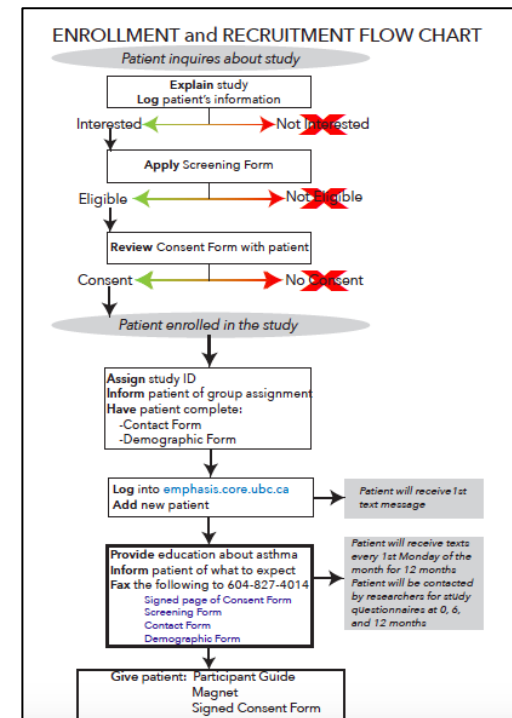 ENROLLMENT and RECRUITMENT FLOW CHART
Patient inquires about study
Explain study
Log patient's information
Interested
Not Interested
Apply Screening Form
Eligible
Not Eligible
Review Consent Form with patient
Consent
No Consent
Patient enrolled in the study
Assign study ID
Inform patient of group assignment
Have patient complete:
-Contact Form
-Demographic Form
Log into emphasis.core.ubc.ca
Add new patient
Patient will receive 1st
text message
Provide education about asthma
Inform patient of what to expect
Fax the following to 604-827-4014
Signed page of Consent Form
Screening Form
Contact Form
Demographic Form
Patient will receive texts
every 1st Monday of the
month for 12 months
Patient will be contacted
by researchers for study
questionnaires at 0, 6,
and 12 months
Give patient: Participant Guide
Magnet
Signed Consent Form